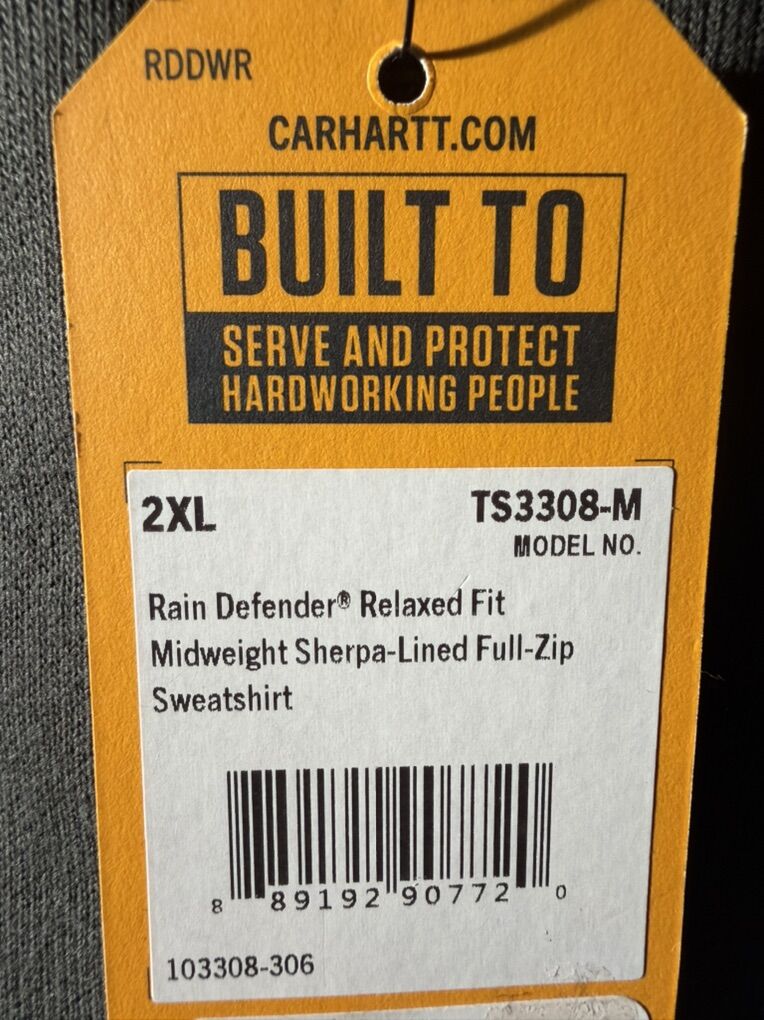 RDDWR
CARHARTT.COM
BUILT TO
SERVE AND PROTECT
HARDWORKING PEOPLE
2XL
TS3308-M
MODEL NO.
Rain Defender® Relaxed Fit
Midweight Sherpa-Lined Full-Zip
Sweatshirt
8 89192 90772 0
103308-306